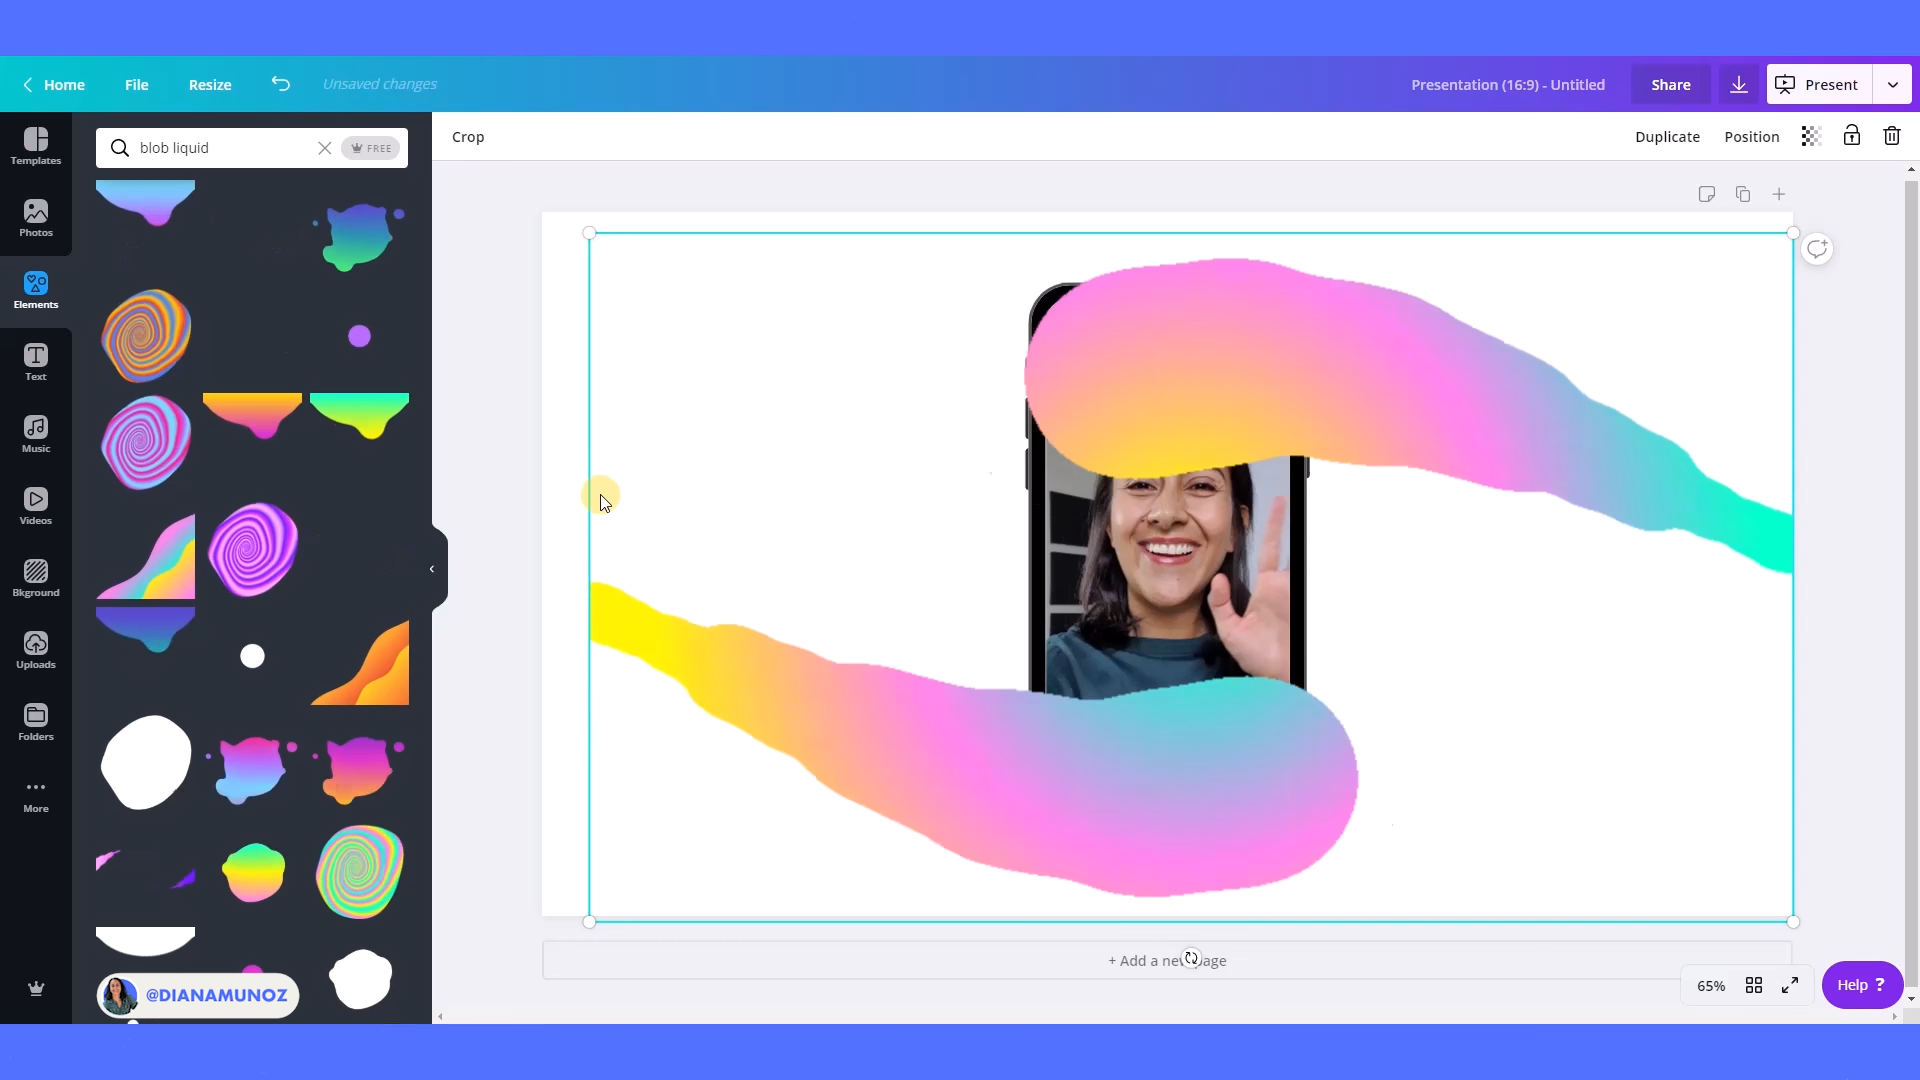 Home
File
Resize
Unsaved changes
Presentation (16:9) - Untitled
Share
Present
Templates
Photos
Elements
Text
Music
Videos
Bkground
Uploads
Folders
More
blob liquid
FREE
@DIANAMUNOZ
Crop
Duplicate
Position
+ Add a new page
65%
Help ?